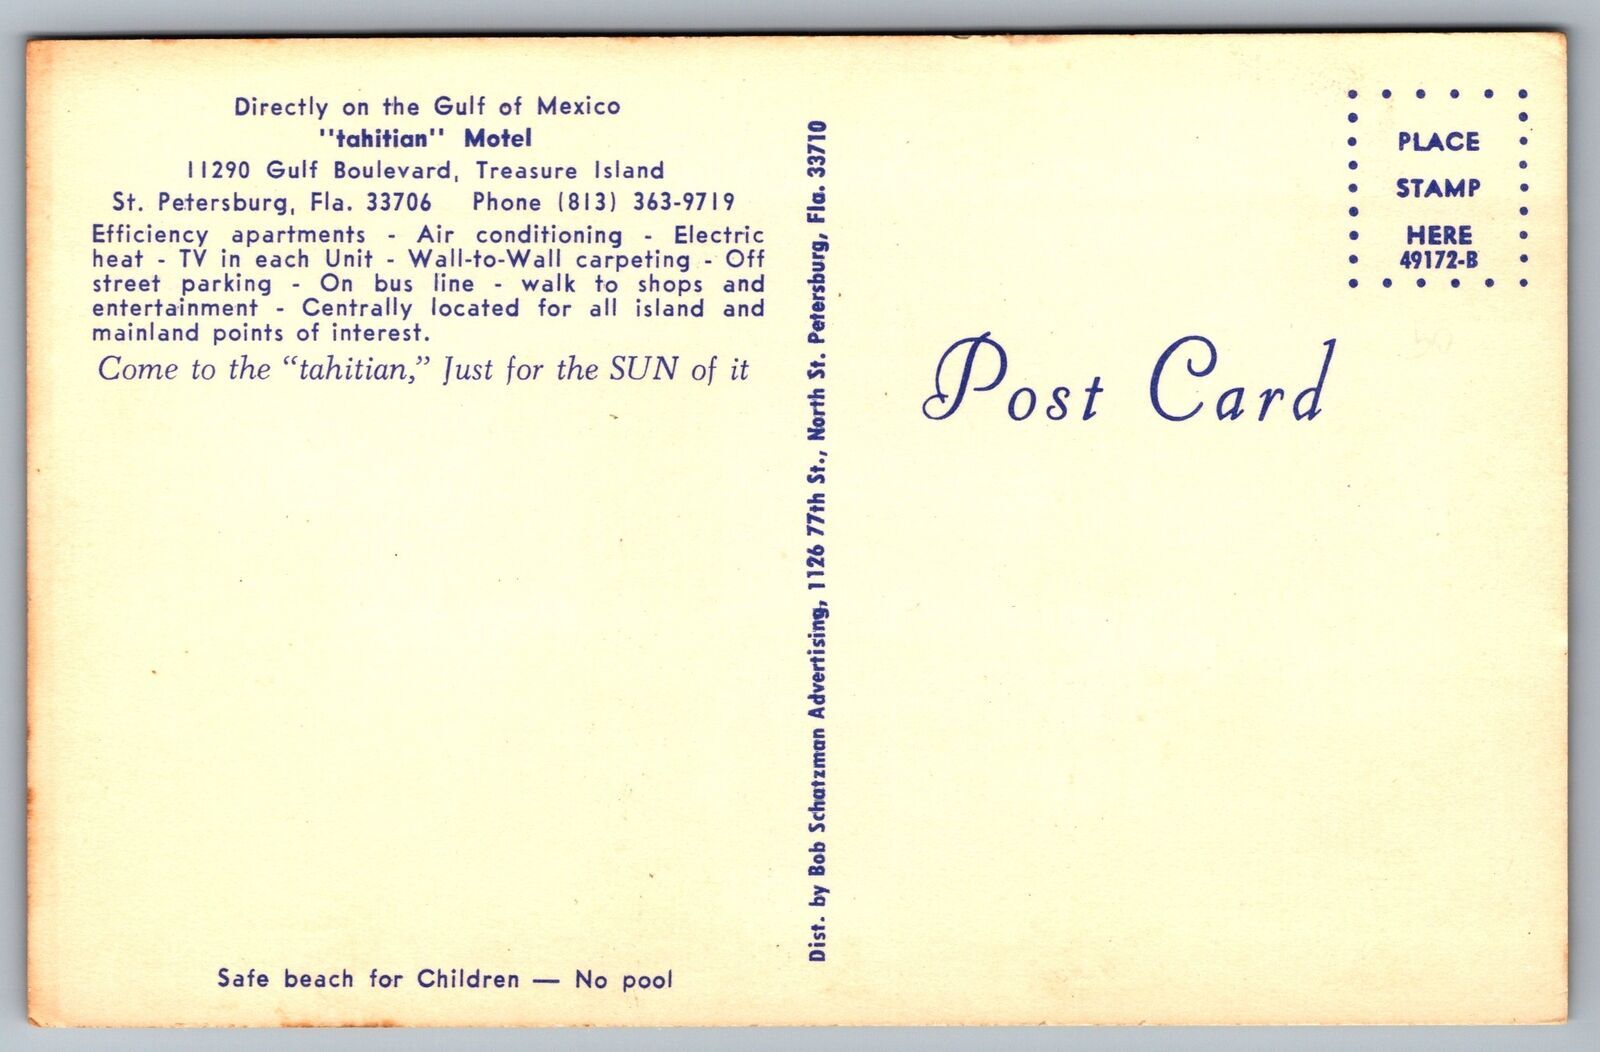 Directly on the Gulf of Mexico
"tahitian" Motel
11290 Gulf Boulevard, Treasure Island
St. Petersburg, Fla. 33706 Phone (813) 363-9719
Efficiency apartments - Air conditioning - Electric
heat - TV in each Unit - Wall-to-Wall carpeting - Off
street parking - On bus line - walk to shops and
entertainment - Centrally located for all island and
mainland points of interest.
Come to the “tahitian,” Just for the SUN of it
Safe beach for Children — No pool
Dist. by Bob Schatzman Advertising, 1126 77th St., North St. Petersburg, Fla. 33710
PLACE
STAMP
HERE
49172-B
Post Card